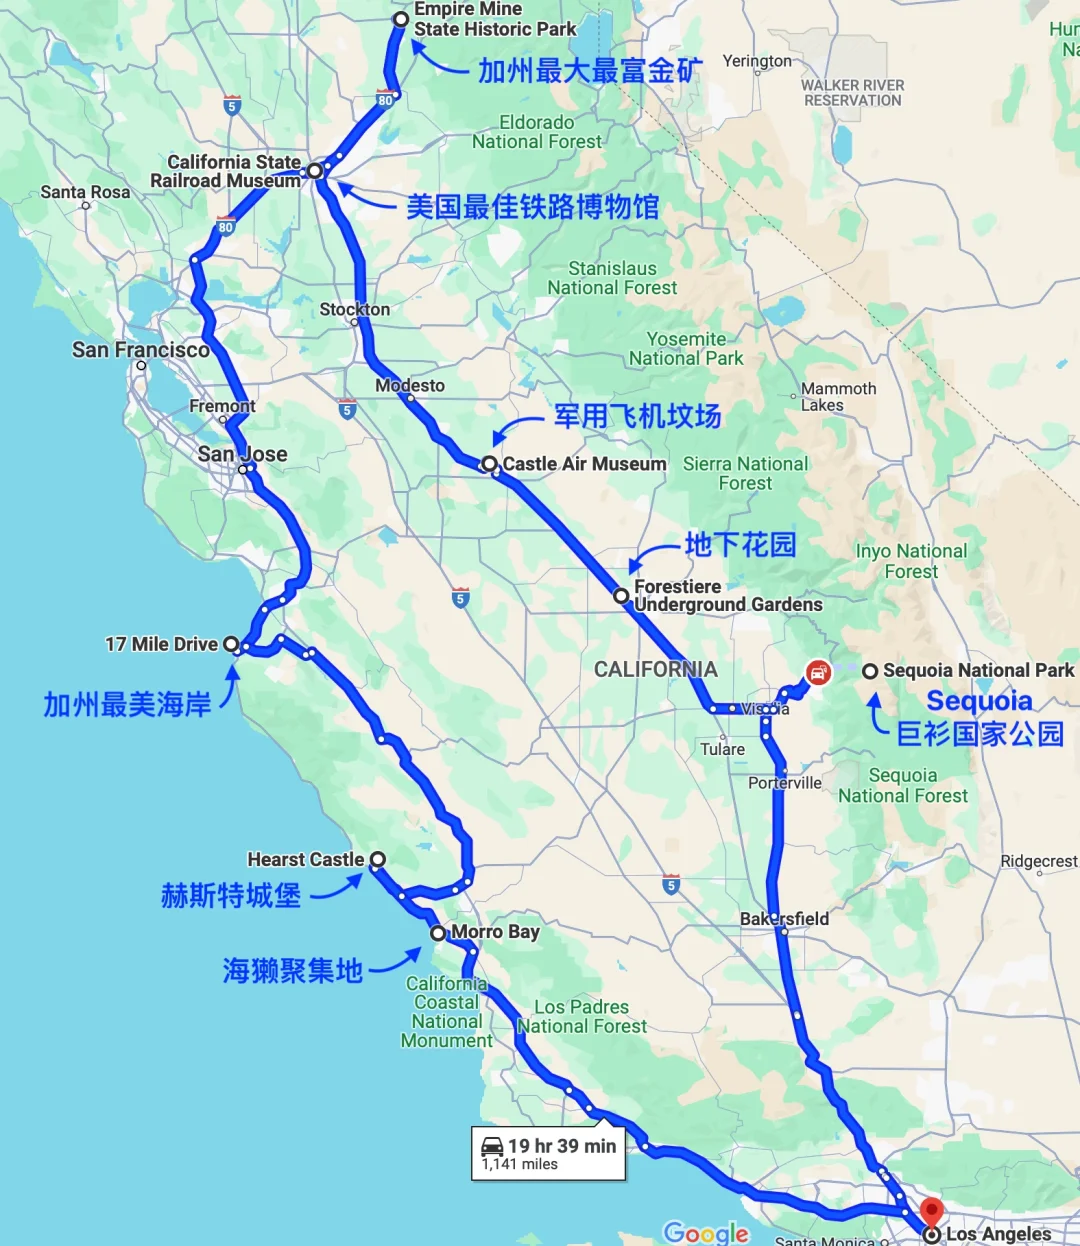 Empire Mine
State Historic Park
加州最大最富金矿
Yerington
WALKER RIVER
RESERVATION
80
5
Eldorado
National Forest
California State
Railroad Museum
Santa Rosa
美国最佳铁路博物馆
80
Stanislaus
National Forest
Stockton
San Francisco
Yosemite
National Park
Modesto
Mammoth
Lakes
Fremont
5
军用飞机坟场
San Jose
Castle Air Museum
Sierra National
Forest
地下花园
Inyo National
Forest
Forestiere
Underground Gardens
5
17 Mile Drive
CALIFORNIA
Sequoia National Park
加州最美海岸
Sequoia
巨衫国家公园
Tulare
Porterville
Sequoia
National Forest
Hearst Castle
Ridgecrest
5
赫斯特城堡
Bakersfield
Morro Bay
海獭聚集地
California
Coastal
National
Monument
Los Padres
National Forest
19 hr 39 min
1,141 miles
Google
Santa Monica
Los Angeles